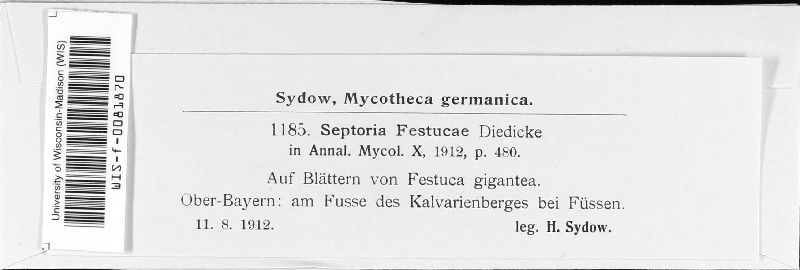 Sydow, Mycotheca germanica.
1185. Septoria Festucae Diedicke
in Annal. Mycol. X, 1912, p. 480.
Auf Blättern von Festuca gigantea.
Ober-Bayern: am Fusse des Kalvarienberges bei Füssen.
11. 8. 1912. leg. H. Sydow.
University of Wisconsin-Madison (WIS)
WIS-f-0081870